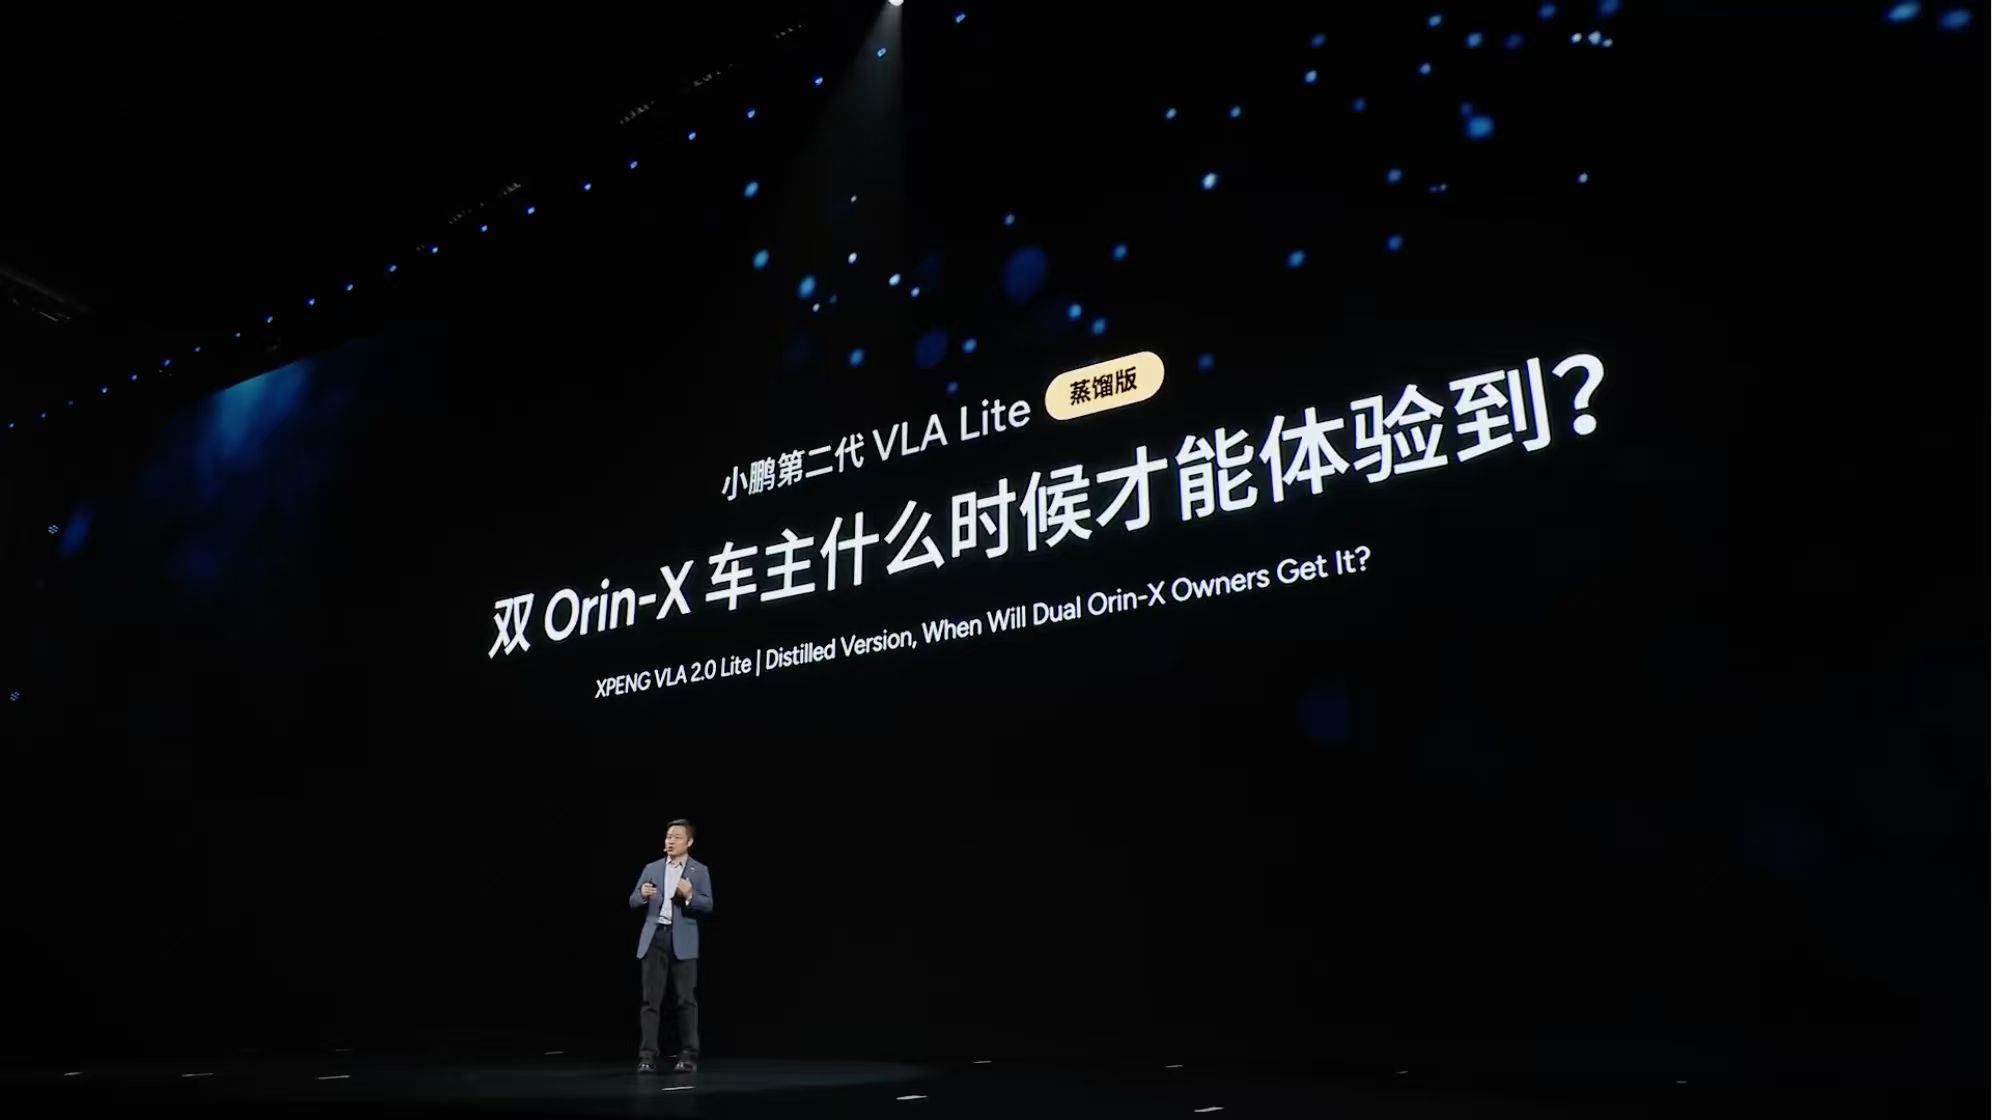 小鹏第二代 VLA Lite 蒸馏版
双 Orin-X 车主什么时候才能体验到？
XPENG VLA 2.0 Lite | Distilled Version, When Will Dual Orin-X Owners Get It?